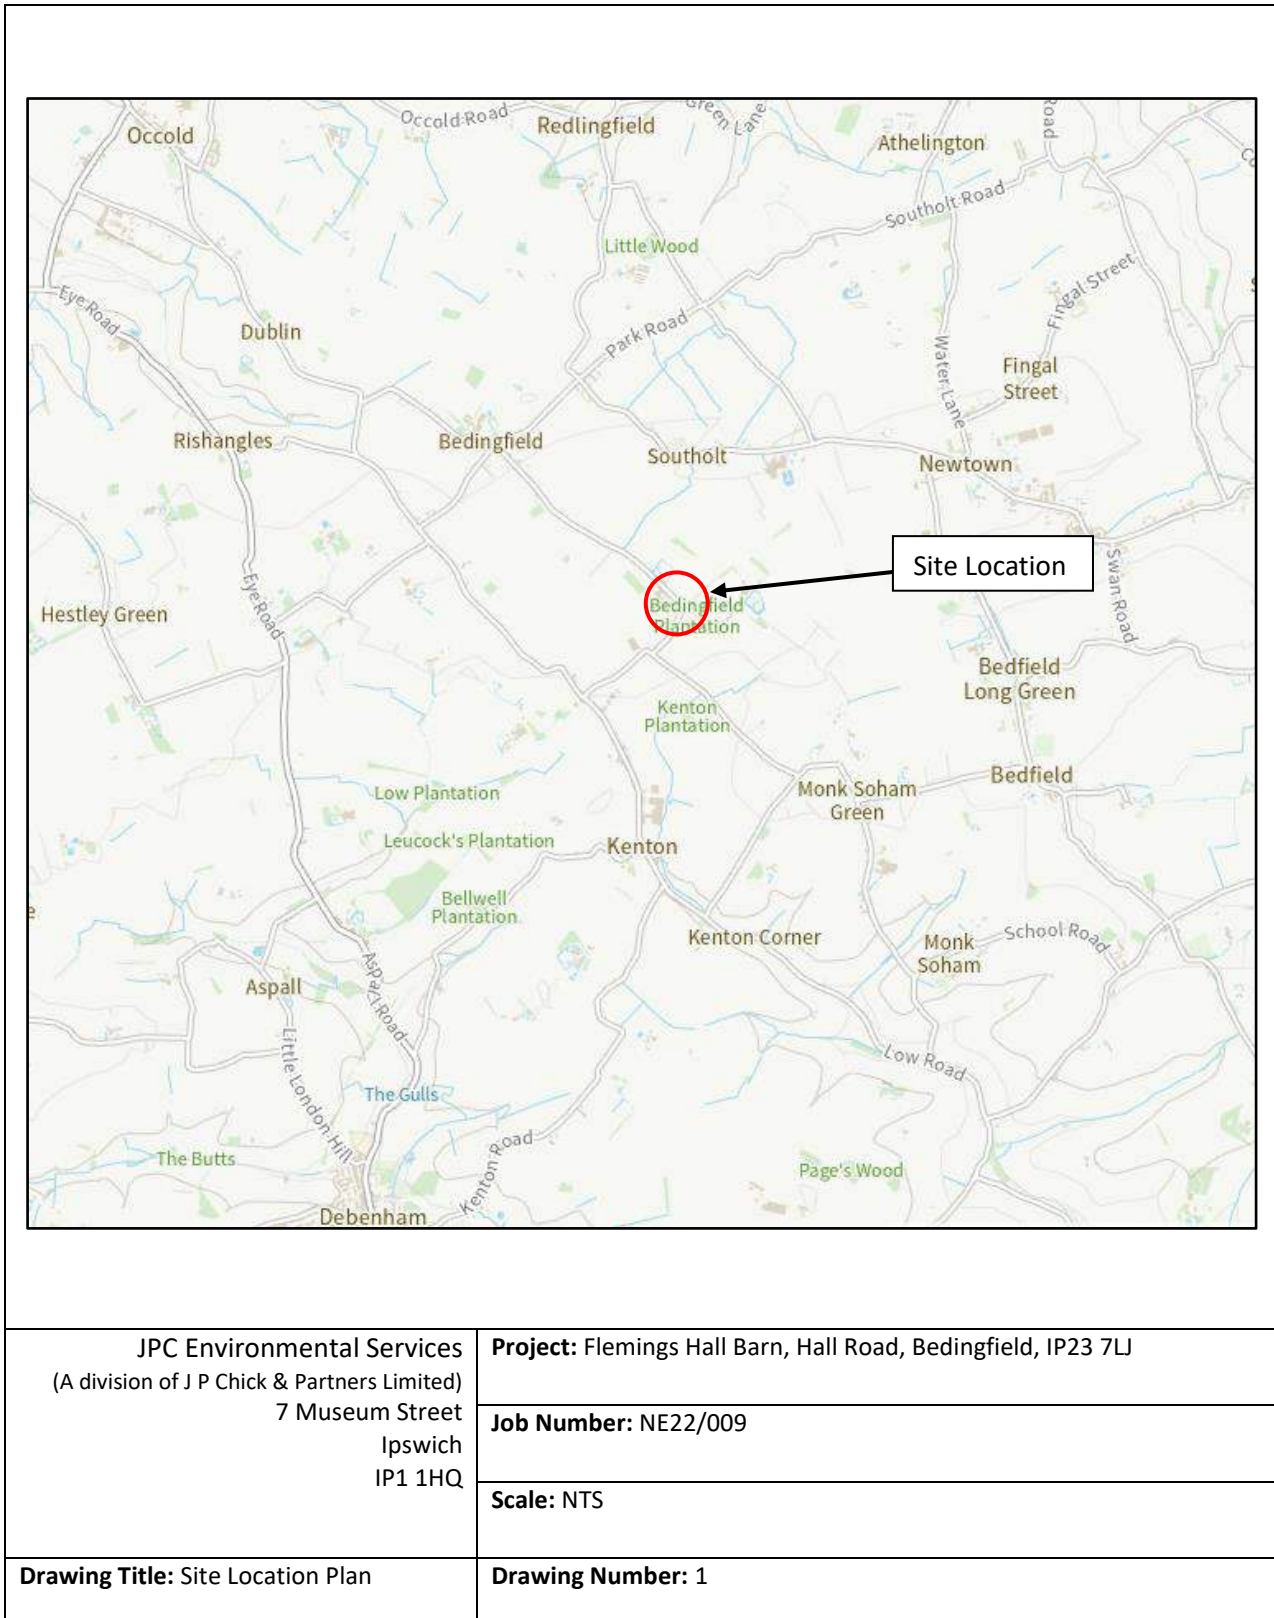 Occold
Occold Road
Redlingfield
Green Lane
Athelington
Road
Southolt Road
Little Wood
Eye Road
Dublin
Park Road
Fingal Street
Water Lane
Fingal
Street
Rishangles
Bedingfield
Southolt
Newtown
Site Location
Swan Road
Eye Road
Hestley Green
Bedingfield
Plantation
Bedfield
Long Green
Kenton
Plantation
Low Plantation
Monk Soham
Green
Bedfield
Leucock's Plantation
Kenton
Bellwell
Plantation
Kenton Corner
Monk
Soham
School Road
Aspall
Aspall Road
Little London Hill
Low Road
The Gulls
The Butts
Kenton Road
Page's Wood
Debenham
JPC Environmental Services
(A division of J P Chick & Partners Limited)
7 Museum Street
Ipswich
IP1 1HQ
Project: Flemings Hall Barn, Hall Road, Bedingfield, IP23 7LJ
Job Number: NE22/009
Scale: NTS
Drawing Title: Site Location Plan
Drawing Number: 1